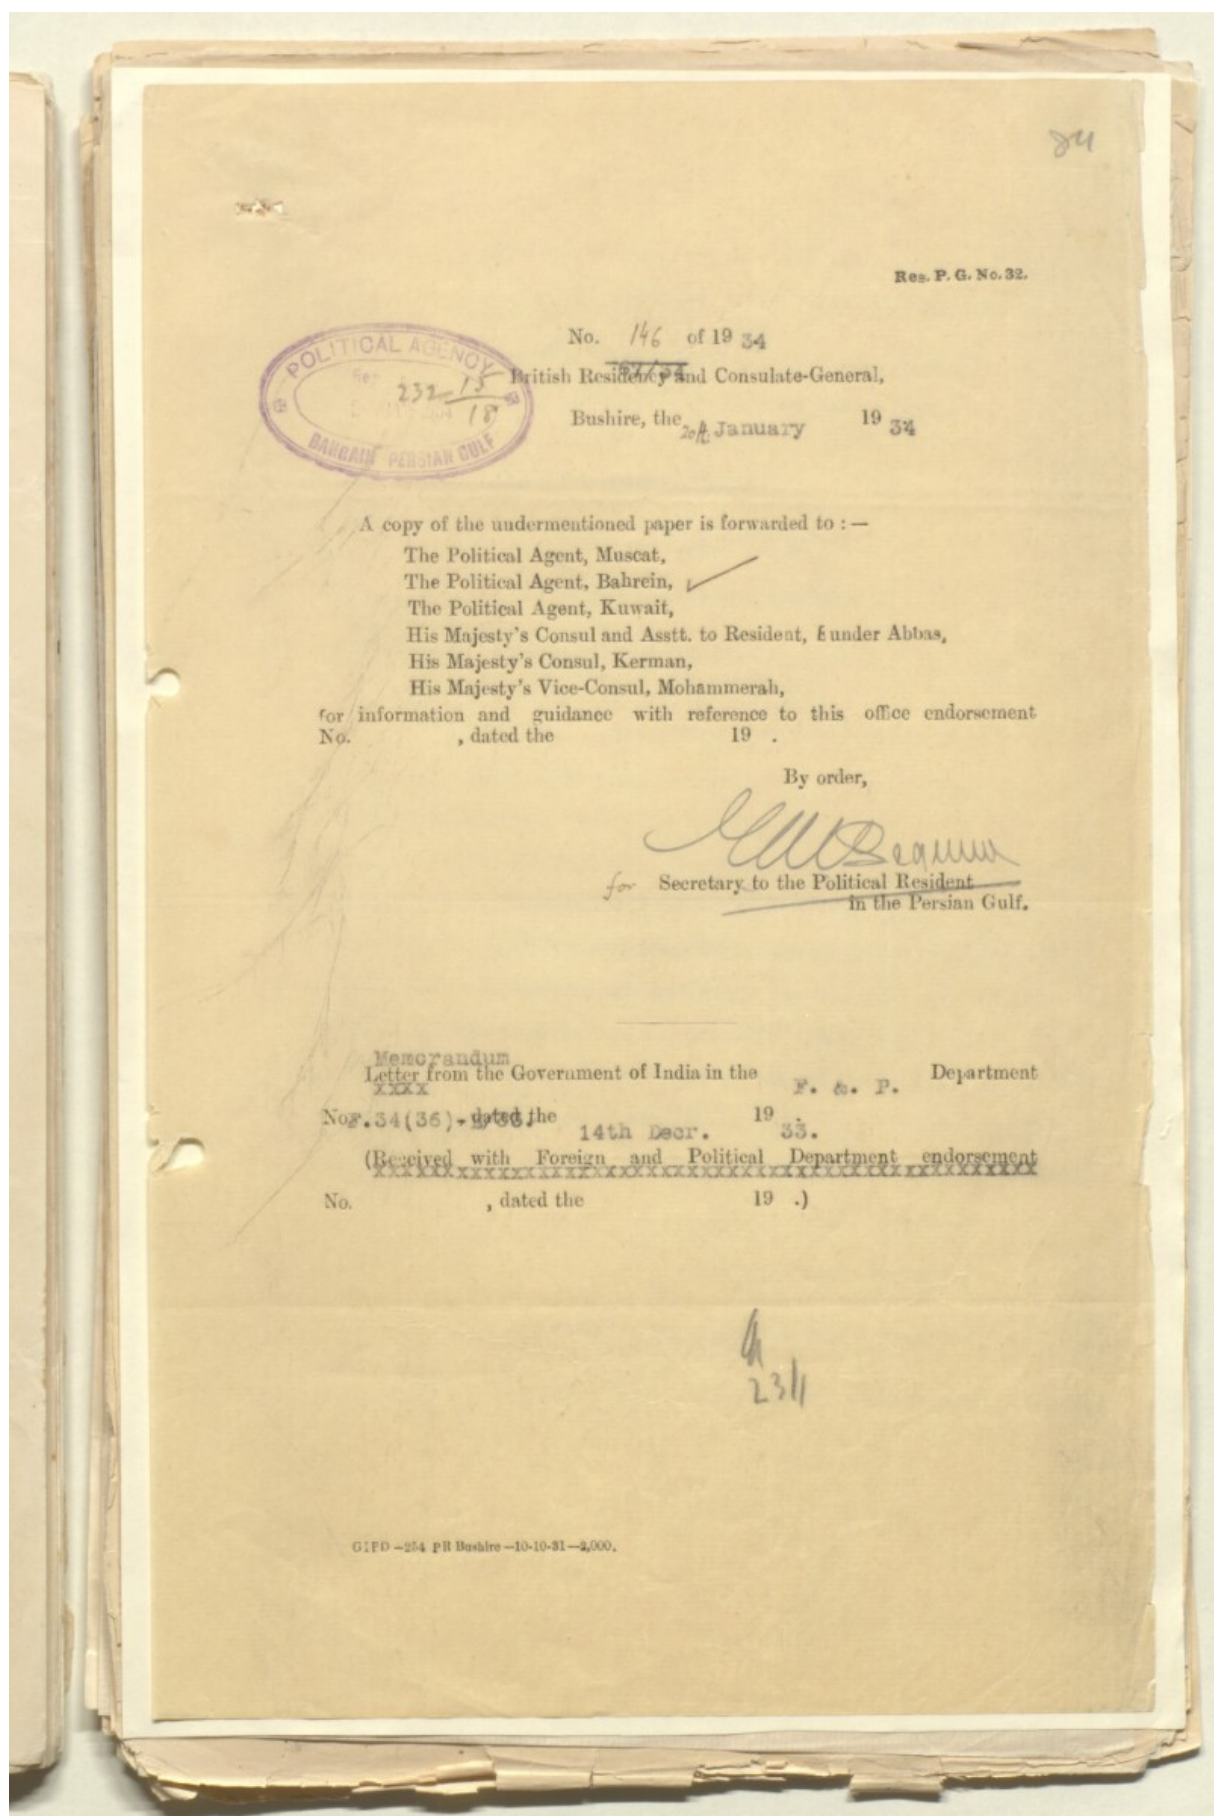 84
Res. P. G. No. 32.
No. 146 of 19 34
POLITICAL AGENCY
232 15/18
BAHRAIN PERSIAN GULF
British Residency and Consulate-General,
Bushire, the 20th January 19 34
A copy of the undermentioned paper is forwarded to :—
The Political Agent, Muscat,
The Political Agent, Bahrein,
The Political Agent, Kuwait,
His Majesty's Consul and Asstt. to Resident, Bunder Abbas,
His Majesty's Consul, Kerman,
His Majesty's Vice-Consul, Mohammerah,
for information and guidance with reference to this office endorsement
No. , dated the 19 .
By order,
for Secretary to the Political Resident
in the Persian Gulf.
Memorandum
Letter from the Government of India in the F. &. P. Department
xxxx
No. F.34(36)- dated the 14th Decr. 19 33.
(Received with Foreign and Political Department endorsement
No. , dated the 19 .)
23/1
GIPD—254 PR Bushire—10-10-31—2,000.